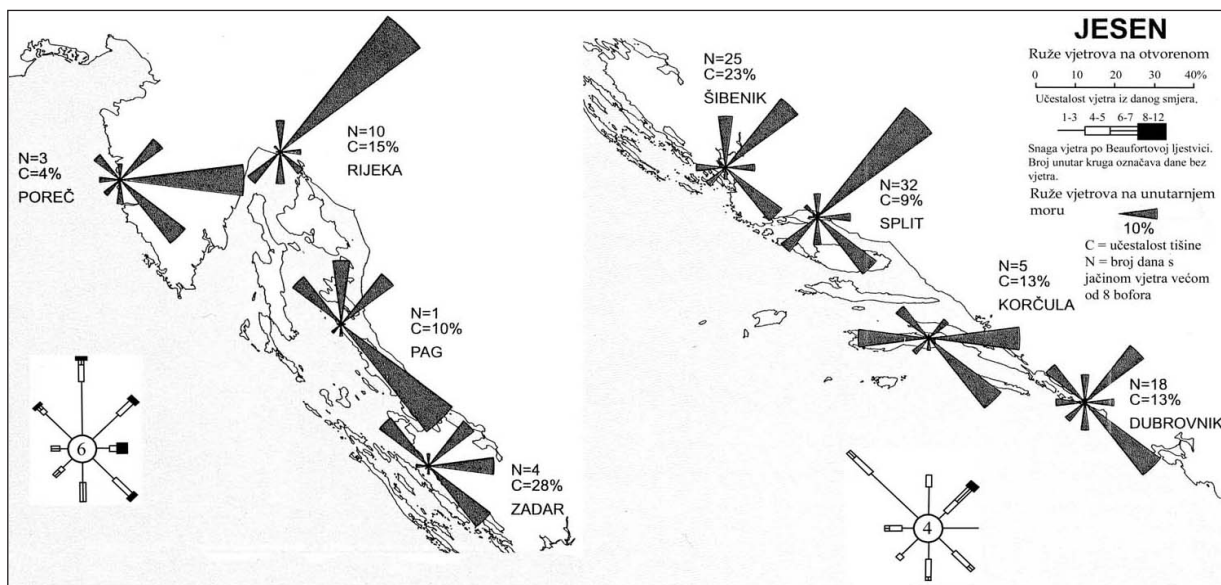 JESEN
Ruže vjetrova na otvorenom
0 10 20 30 40%
Učestalost vjetra iz danog smjera.
1-3 4-5 6-7 8-12
Snaga vjetra po Beaufortovoj ljestvici.
Broj unutar kruga označava dane bez
vjetra.
Ruže vjetrova na unutarnjem
moru
10%
C = učestalost tišine
N = broj dana s
jačinom vjetra većom
od 8 bofora
N=3
C=4%
POREČ
N=10
C=15%
RIJEKA
N=1
C=10%
PAG
N=4
C=28%
ZADAR
6
N=25
C=23%
ŠIBENIK
N=32
C=9%
SPLIT
N=5
C=13%
KORČULA
N=18
C=13%
DUBROVNIK
4